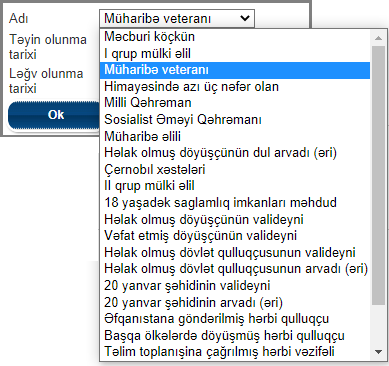 Adı Müharibə veteranı
Təyin olunma
tarixi
Ləğv olunma
tarixi
Ok
Məcburi köçkün
I qrup mülki əlil
Müharibə veteranı
Himayəsində azı üç nəfər olan
Milli Qəhrəman
Sosialist Əməyi Qəhrəmanı
Müharibə əlili
Həlak olmuş döyüşçünün dul arvadı (əri)
Çernobıl xəstələri
II qrup mülki əlil
18 yaşadək saglamlıq imkanları məhdud
Həlak olmuş döyüşçünün valideyni
Vəfat etmiş döyüşçünün valideyni
Həlak olmuş dövlət qulluqçusunun valideyni
Həlak olmuş dövlət qulluqçusunun arvadı (əri)
20 yanvar şəhidinin valideyni
20 yanvar şəhidinin arvadı (əri)
Əfqanıstana göndərilmiş hərbi qulluqçu
Başqa ölkələrdə döyüşmüş hərbi qulluqçu
Təlim toplanışına çağrılmış hərbi vəzifəli